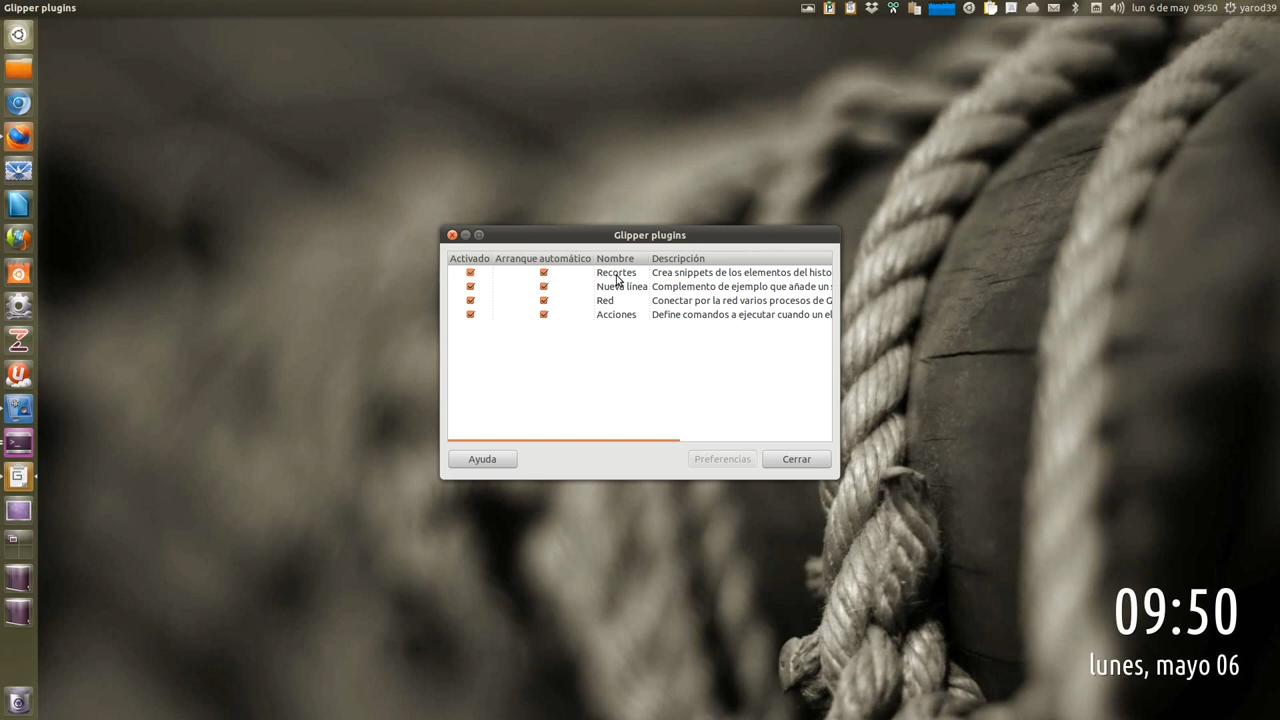 Glipper plugins
lun 6 de may 09:50 yarod39
Glipper plugins
Activado Arranque automático Nombre Descripción
Recortes Crea snippets de los elementos del histo
Nueva línea Complemento de ejemplo que añade un
Red Conectar por la red varios procesos de G
Acciones Define comandos a ejecutar cuando un el
Ayuda Preferencias Cerrar
09:50
lunes, mayo 06